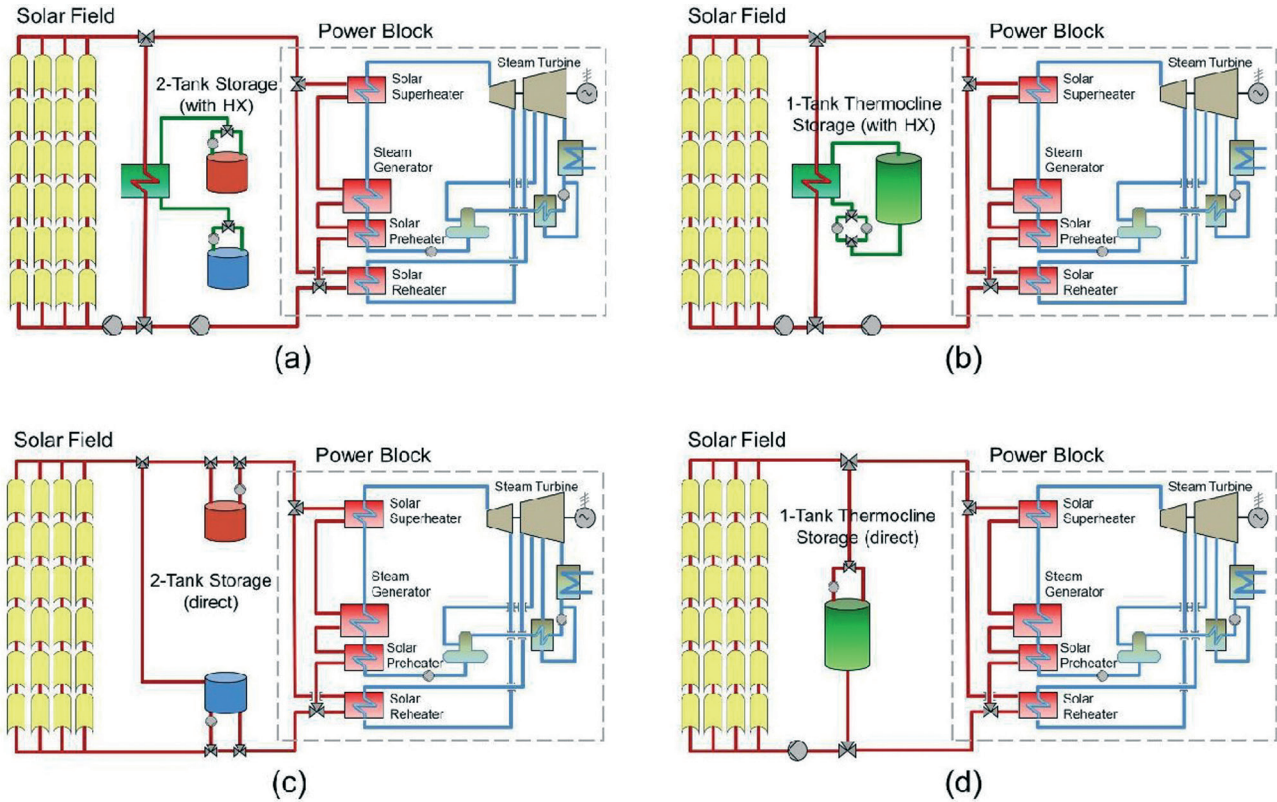 Solar Field
Power Block
Steam Turbine
2-Tank Storage
(with HX)
Solar
Superheater
Steam
Generator
Solar
Preheater
Solar
Reheater
(a)
Solar Field
Power Block
Steam Turbine
1-Tank Thermocline
Storage (with HX)
Solar
Superheater
Steam
Generator
Solar
Preheater
Solar
Reheater
(b)
Solar Field
Power Block
Steam Turbine
2-Tank Storage
(direct)
Solar
Superheater
Steam
Generator
Solar
Preheater
Solar
Reheater
(c)
Solar Field
Power Block
Steam Turbine
1-Tank Thermocline
Storage (direct)
Solar
Superheater
Steam
Generator
Solar
Preheater
Solar
Reheater
(d)